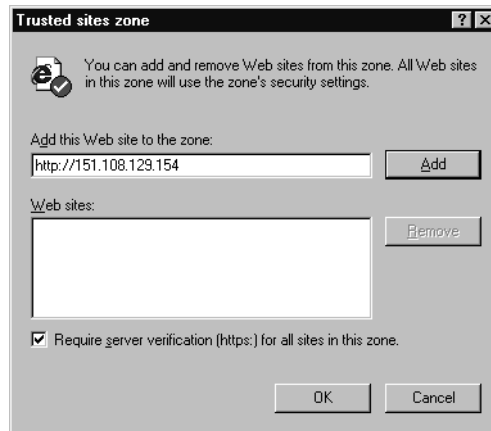 Trusted sites zone
You can add and remove Web sites from this zone. All Web sites
in this zone will use the zone's security settings.
Add this Web site to the zone:
http://151.108.129.154
Add
Web sites:
Remove
Require server verification (https:) for all sites in this zone.
OK
Cancel